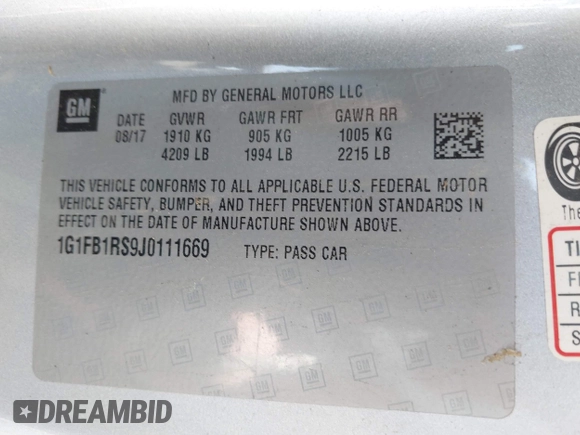 GM
MFD BY GENERAL MOTORS LLC
DATE GVWR GAWR FRT GAWR RR
08/17 1910 KG 905 KG 1005 KG
4209 LB 1994 LB 2215 LB
THIS VEHICLE CONFORMS TO ALL APPLICABLE U.S. FEDERAL MOTOR
VEHICLE SAFETY, BUMPER, AND THEFT PREVENTION STANDARDS IN
EFFECT ON THE DATE OF MANUFACTURE SHOWN ABOVE.
1G1FB1RS9J0111669 TYPE: PASS CAR
The
DREAMBID